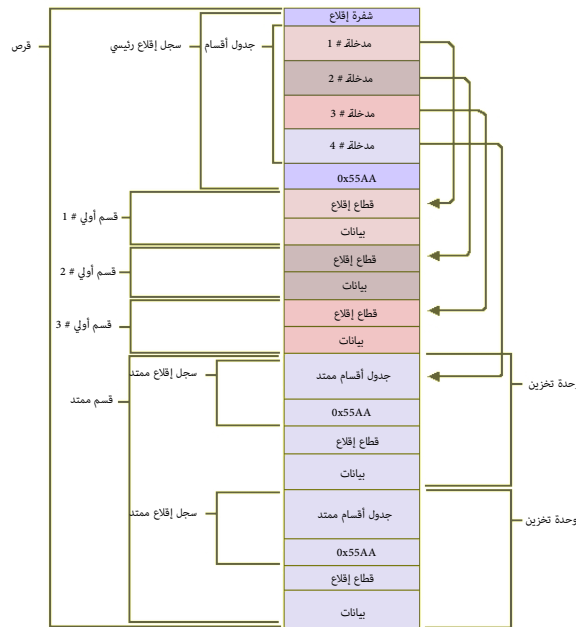 شفرة إقلاع
قرص
سجل إقلاع رئيسي
جدول أقسام
مدخلة # 1
مدخلة # 2
مدخلة # 3
مدخلة # 4
0x55AA
قطاع إقلاع
قسم أولي # 1
بيانات
قطاع إقلاع
قسم أولي # 2
بيانات
قطاع إقلاع
قسم أولي # 3
بيانات
سجل إقلاع ممتد
جدول أقسام ممتد
وحدة تخزين
قسم ممتد
0x55AA
قطاع إقلاع
بيانات
سجل إقلاع ممتد
جدول أقسام ممتد
وحدة تخزين
0x55AA
قطاع إقلاع
بيانات